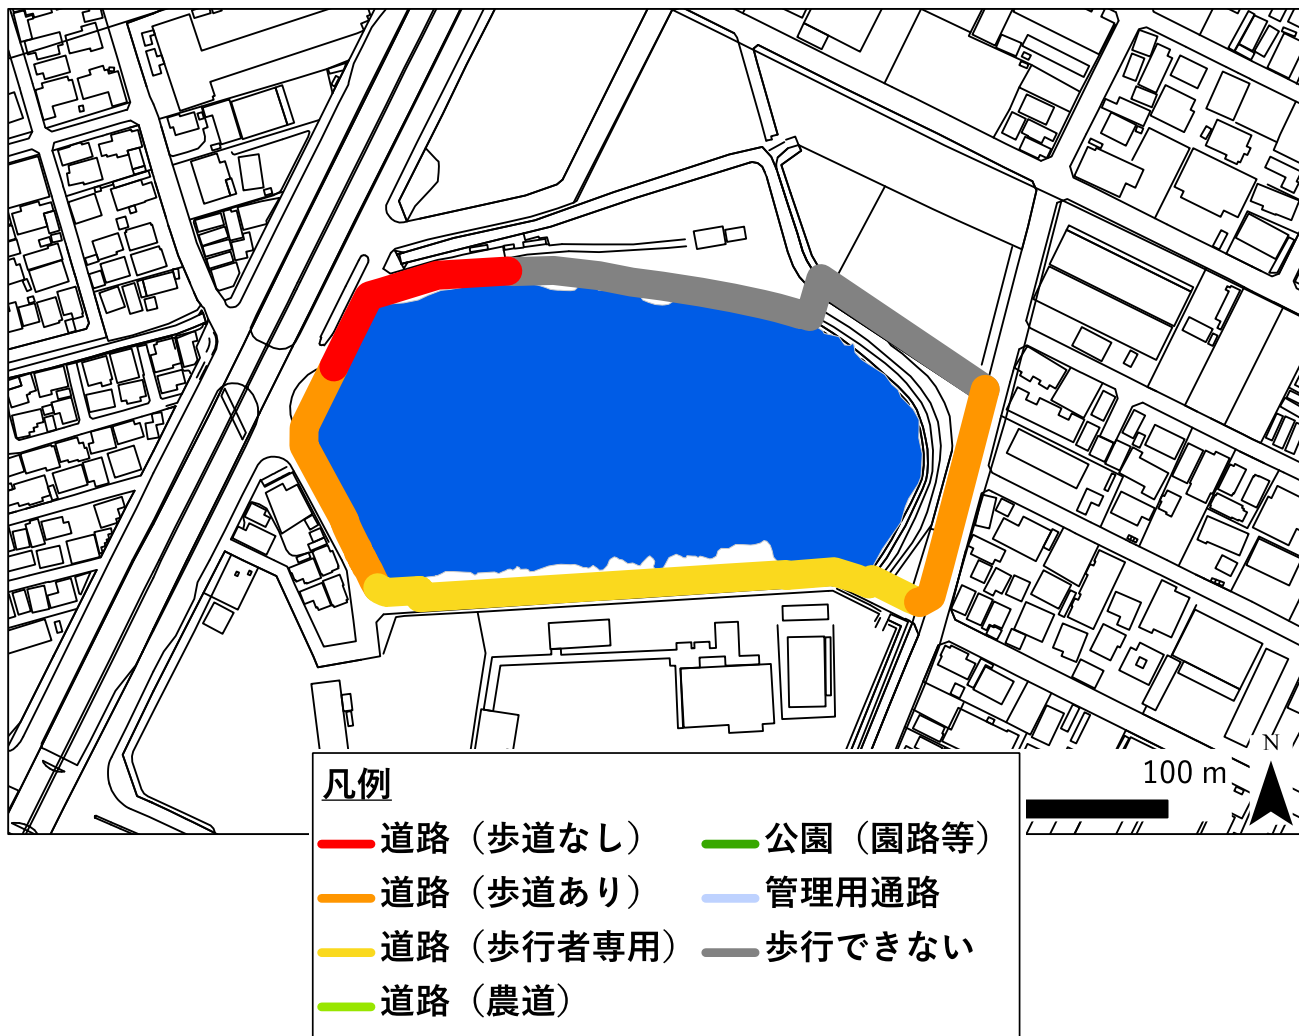 N
100 m
凡例
道路（歩道なし）
公園（園路等）
道路（歩道あり）
管理用通路
道路（歩行者専用）
歩行できない
道路（農道）